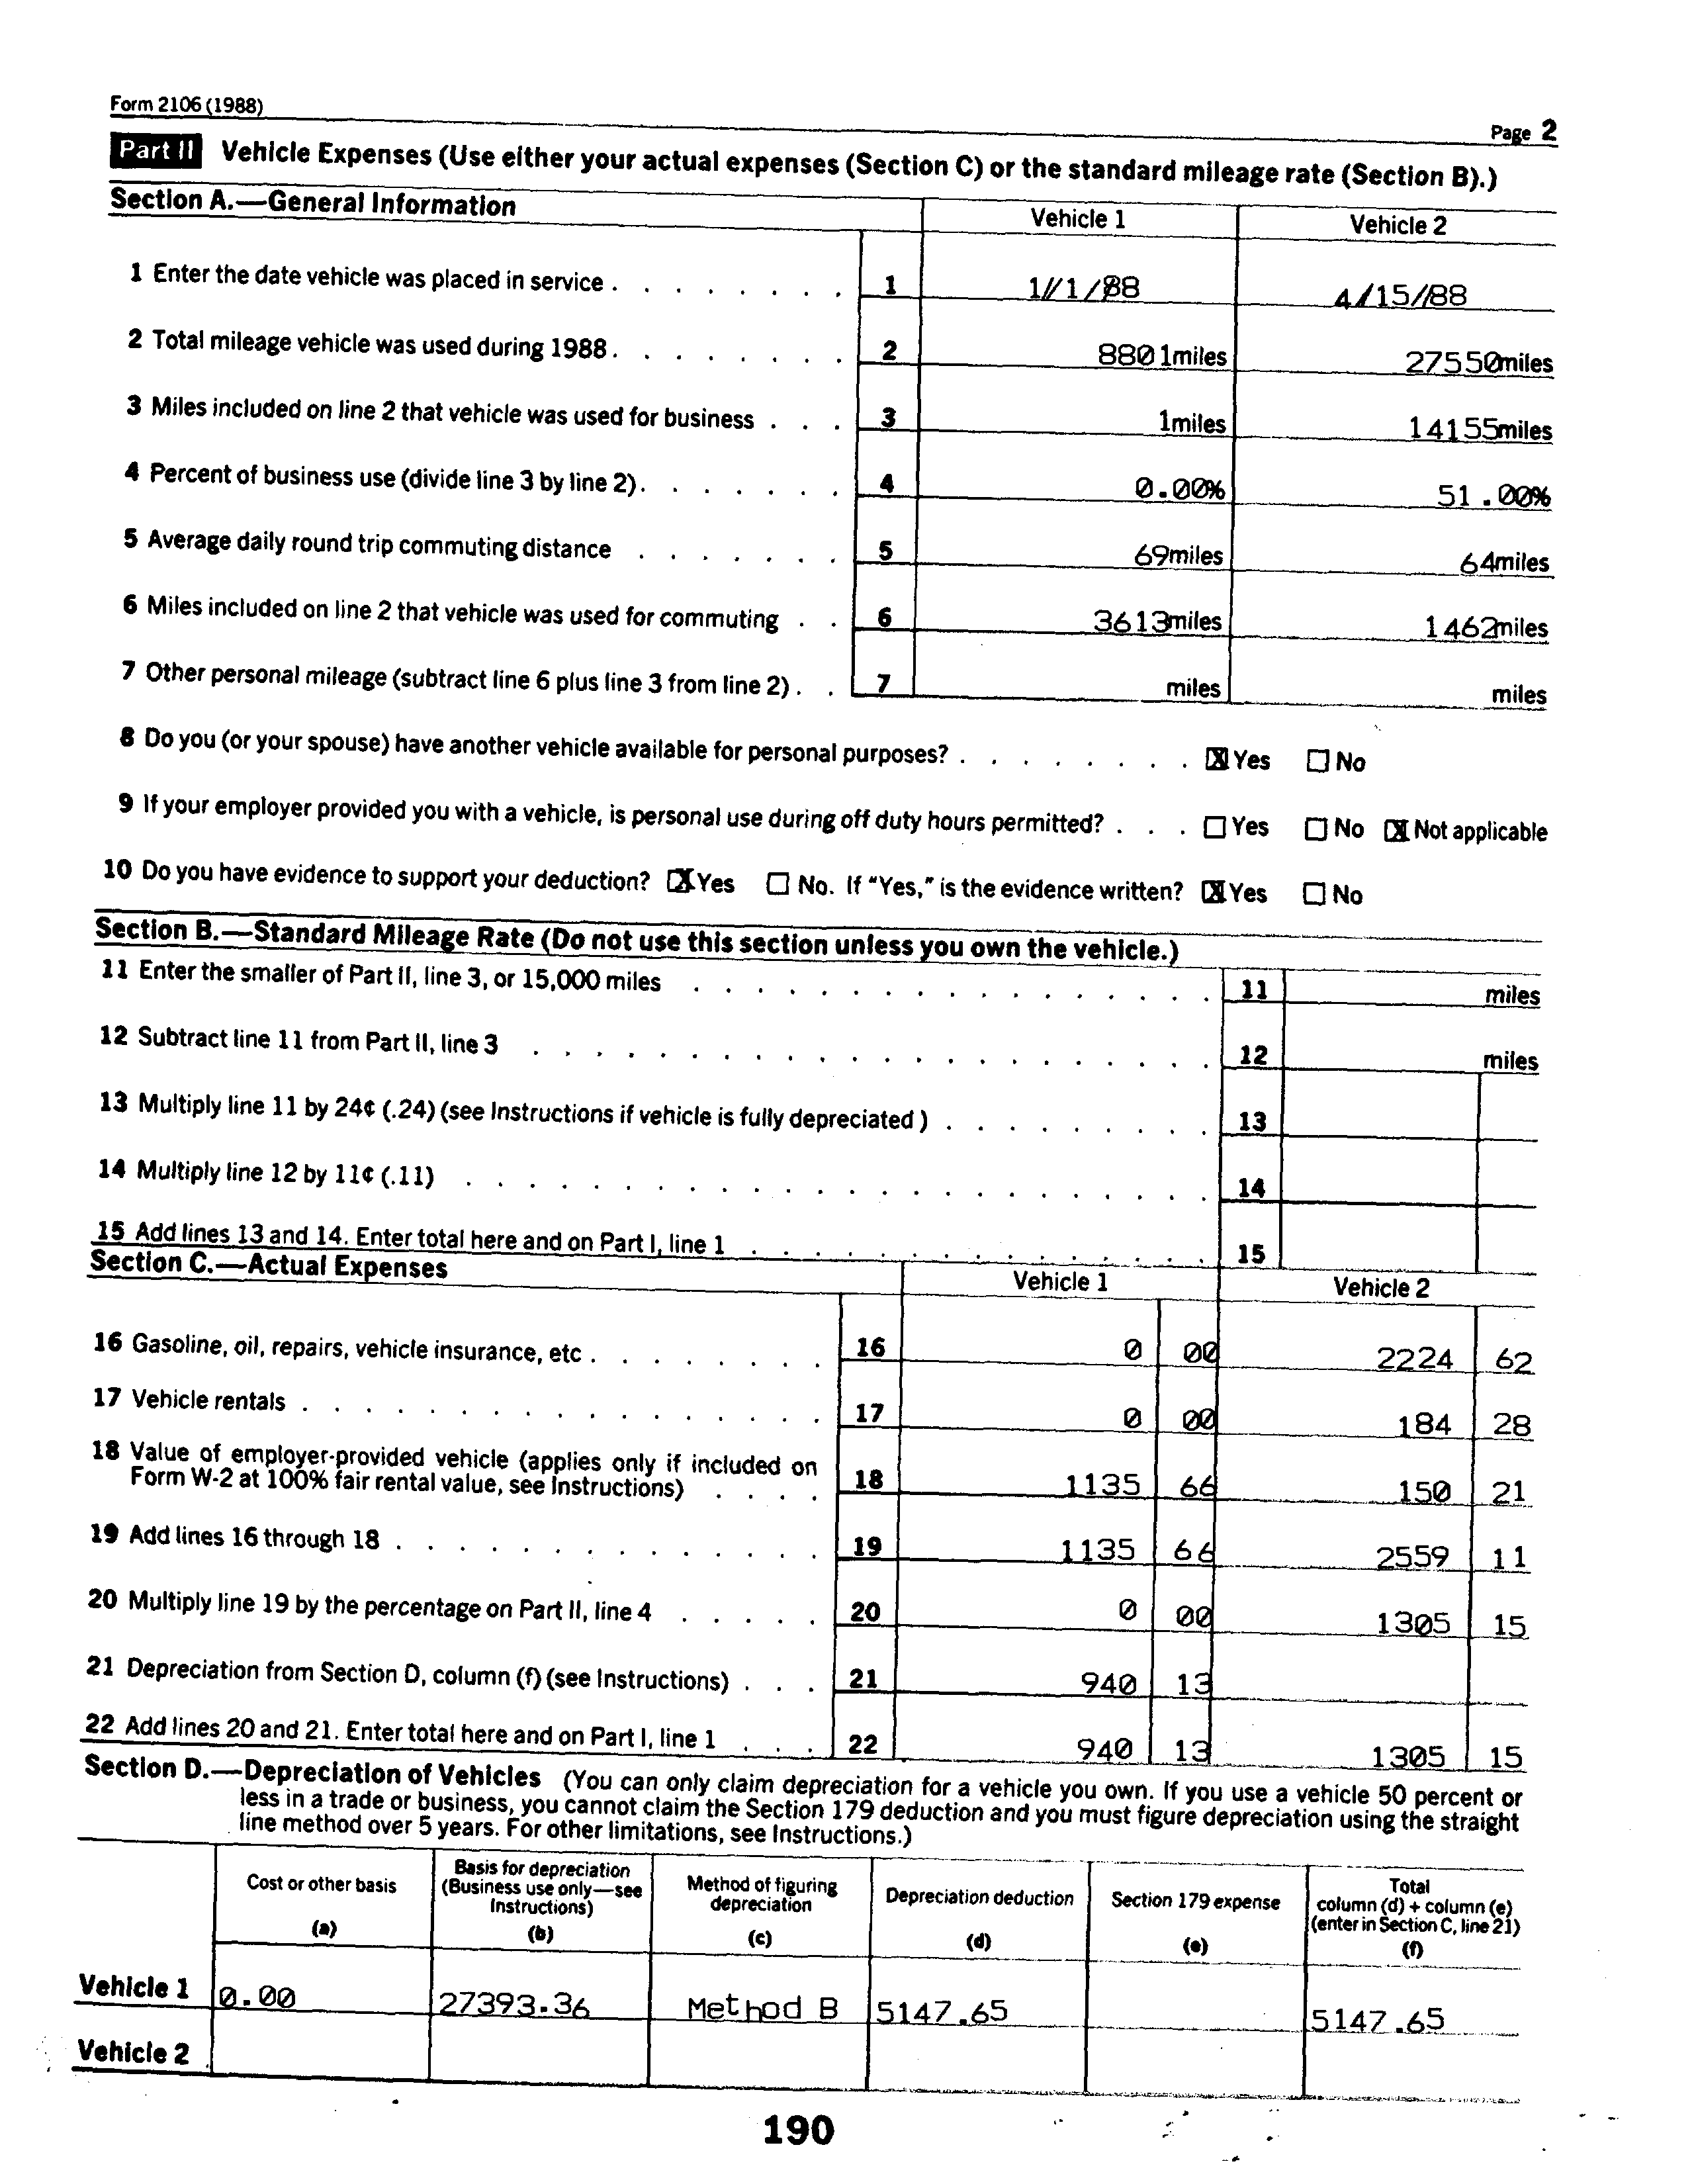 Form 2106 (1988)
Page 2
Part II Vehicle Expenses (Use either your actual expenses (Section C) or the standard mileage rate (Section B).)
Section A.—General Information Vehicle 1 Vehicle 2
1 Enter the date vehicle was placed in service . . . . . . . . 1 1//1/88 4/15//88
2 Total mileage vehicle was used during 1988 . . . . . . . . 2 8801miles 27550miles
3 Miles included on line 2 that vehicle was used for business . . . 3 1miles 14155miles
4 Percent of business use (divide line 3 by line 2) . . . . . . . 4 0.00% 51.00%
5 Average daily round trip commuting distance . . . . . . . 5 69miles 64miles
6 Miles included on line 2 that vehicle was used for commuting . . 6 3613miles 1462miles
7 Other personal mileage (subtract line 6 plus line 3 from line 2) . . 7 miles miles
8 Do you (or your spouse) have another vehicle available for personal purposes? . . . . . . . . ☒ Yes ☐ No
9 If your employer provided you with a vehicle, is personal use during off duty hours permitted? . . . ☐ Yes ☐ No ☒ Not applicable
10 Do you have evidence to support your deduction? ☒ Yes ☐ No. If "Yes," is the evidence written? ☒ Yes ☐ No
Section B.—Standard Mileage Rate (Do not use this section unless you own the vehicle.)
11 Enter the smaller of Part II, line 3, or 15,000 miles . . . . . . . . . . . . . . . . . 11 miles
12 Subtract line 11 from Part II, line 3 . . . . . . . . . . . . . . . . . . . . . . 12 miles
13 Multiply line 11 by 24¢ (.24) (see Instructions if vehicle is fully depreciated ) . . . . . . . . . 13
14 Multiply line 12 by 11¢ (.11) . . . . . . . . . . . . . . . . . . . . . . . . 14
15 Add lines 13 and 14. Enter total here and on Part I, line 1 . . . . . . . . . . . . . . . 15
Section C.—Actual Expenses Vehicle 1 Vehicle 2
16 Gasoline, oil, repairs, vehicle insurance, etc . . . . . . . . 16 0 00 2224 62
17 Vehicle rentals . . . . . . . . . . . . . . . . . 17 0 00 184 28
18 Value of employer-provided vehicle (applies only if included on
Form W-2 at 100% fair rental value, see Instructions) . . . . 18 1135 66 150 21
19 Add lines 16 through 18 . . . . . . . . . . . . . . 19 1135 66 2559 11
20 Multiply line 19 by the percentage on Part II, line 4 . . . . . 20 0 00 1305 15
21 Depreciation from Section D, column (f) (see Instructions) . . . 21 940 13
22 Add lines 20 and 21. Enter total here and on Part I, line 1 . . . 22 940 13 1305 15
Section D.—Depreciation of Vehicles (You can only claim depreciation for a vehicle you own. If you use a vehicle 50 percent or
less in a trade or business, you cannot claim the Section 179 deduction and you must figure depreciation using the straight
line method over 5 years. For other limitations, see Instructions.)
Cost or other basis (a)
Basis for depreciation (Business use only—see Instructions) (b)
Method of figuring depreciation (c)
Depreciation deduction (d)
Section 179 expense (e)
Total column (d) + column (e) (enter in Section C, line 21) (f)
Vehicle 1 0.00 27393.36 Method B 5147.65 5147.65
Vehicle 2
190